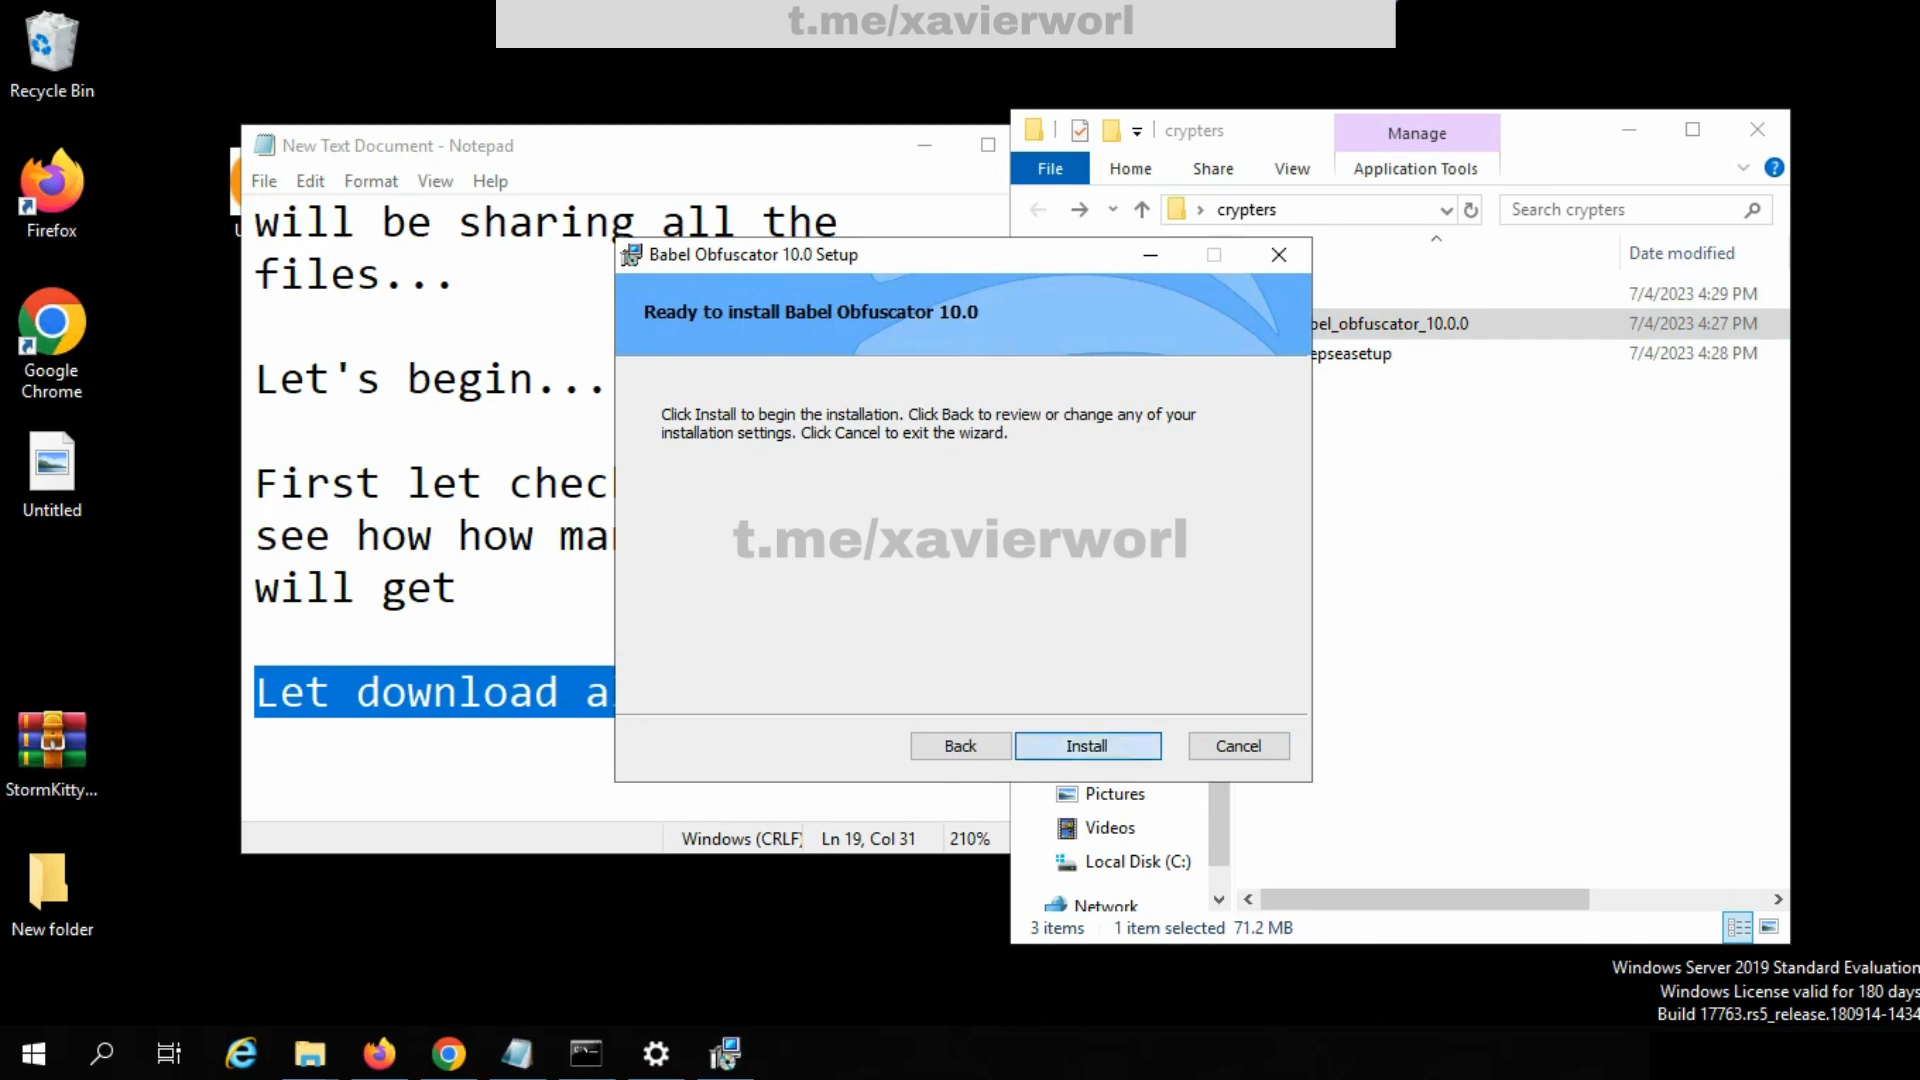 t.me/xavierworl
Recycle Bin
Firefox
Google
Chrome
Untitled
StormKitty...
New folder
New Text Document - Notepad
File Edit Format View Help
will be sharing all the
files...
Let's begin...
First let chec
see how how ma
will get
Let download a
Windows (CRLF) Ln 19, Col 31 210%
crypters
Manage
File Home Share View Application Tools
crypters
Search crypters
Date modified
7/4/2023 4:29 PM
bel_obfuscator_10.0.0 7/4/2023 4:27 PM
epseasetup 7/4/2023 4:28 PM
Babel Obfuscator 10.0 Setup
Ready to install Babel Obfuscator 10.0
Click Install to begin the installation. Click Back to review or change any of your
installation settings. Click Cancel to exit the wizard.
t.me/xavierworl
Back Install Cancel
Pictures
Videos
Local Disk (C:)
Network
3 items 1 item selected 71.2 MB
Windows Server 2019 Standard Evaluation
Windows License valid for 180 days
Build 17763.rs5_release.180914-1434